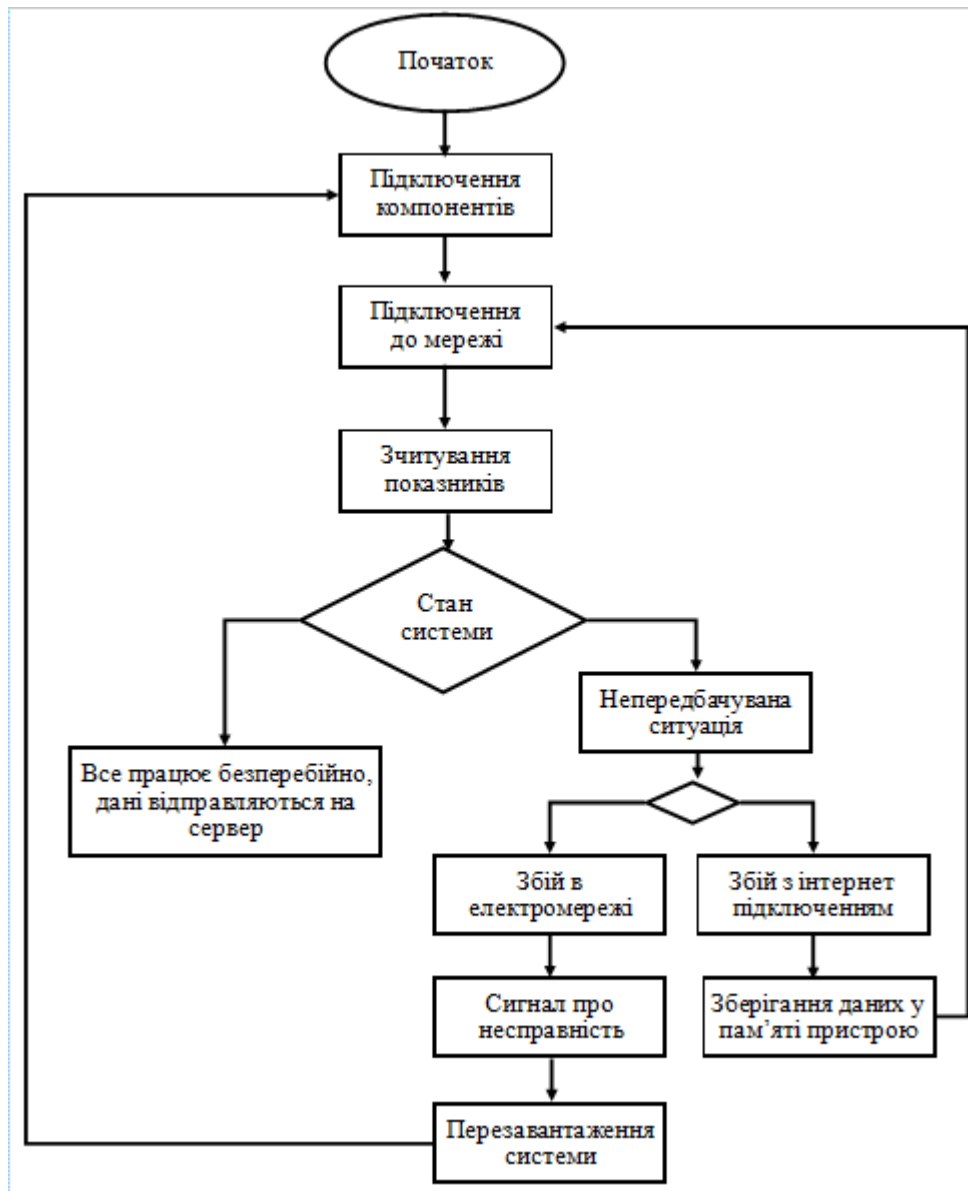 Початок
Підключення
компонентів
Підключення
до мережі
Зчитування
показників
Стан
системи
Непередбачувана
ситуація
Все працює безперебійно,
дані відправляються на
сервер
Збій в
електромережі
Збій з інтернет
підключенням
Сигнал про
несправність
Зберігання даних у
пам’яті пристрою
Перезавантаження
системи